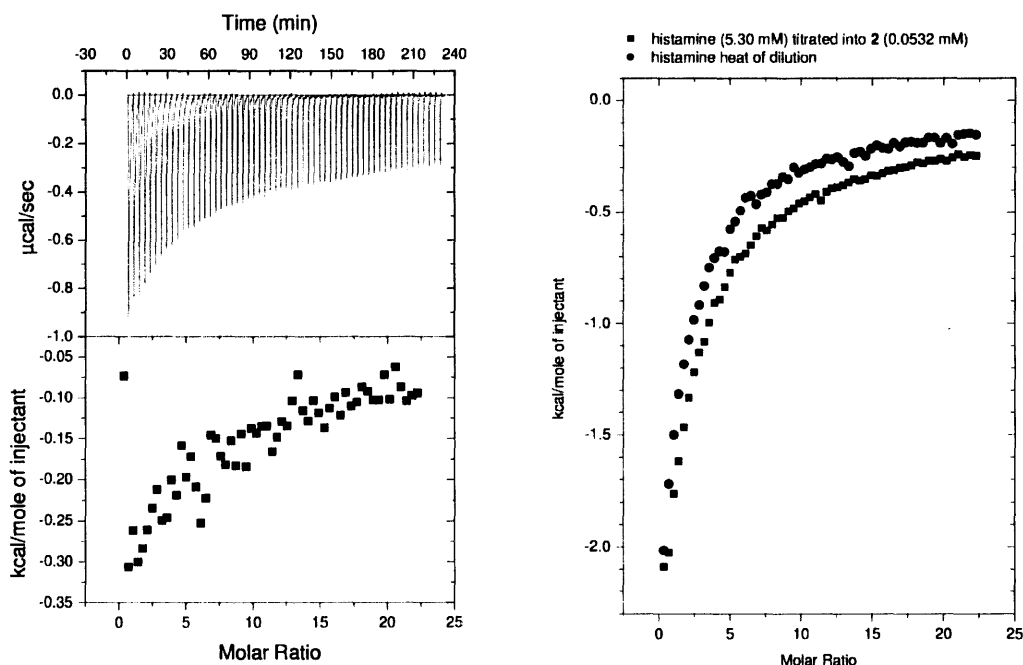 Time (min)
-30 0 30 60 90 120 150 180 210 240
0.0
-0.2
-0.4
-0.6
-0.8
-1.0
µcal/sec
-0.05
-0.10
-0.15
-0.20
-0.25
-0.30
-0.35
kcal/mole of injectant
0 5 10 15 20 25
Molar Ratio
■ histamine (5.30 mM) titrated into 2 (0.0532 mM)
● histamine heat of dilution
0.0
-0.5
-1.0
-1.5
-2.0
kcal/mole of injectant
0 5 10 15 20 25
Molar Ratio